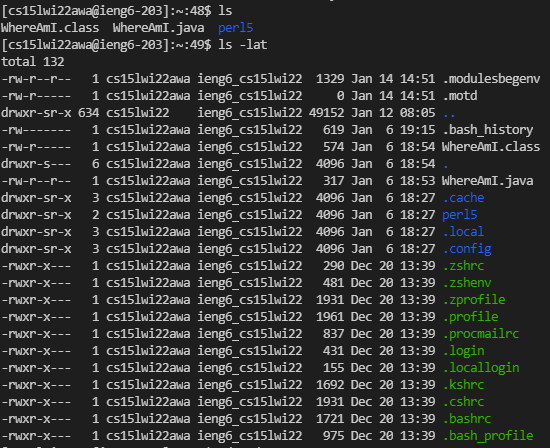 [cs15lwi22awa@ieng6-203]:~:48$ ls
WhereAmI.class  WhereAmI.java  perl5
[cs15lwi22awa@ieng6-203]:~:49$ ls -lat
total 132
-rw-r--r--   1 cs15lwi22awa ieng6_cs15lwi22  1329 Jan 14 14:51 .modulesbegenv
-rw-r-----   1 cs15lwi22awa ieng6_cs15lwi22     0 Jan 14 14:51 .motd
drwxr-sr-x 634 cs15lwi22    ieng6_cs15lwi22 49152 Jan 12 08:05 ..
-rw-------   1 cs15lwi22awa ieng6_cs15lwi22   619 Jan  6 19:15 .bash_history
-rw-r-----   1 cs15lwi22awa ieng6_cs15lwi22   574 Jan  6 18:54 WhereAmI.class
drwxr-s---   6 cs15lwi22awa ieng6_cs15lwi22  4096 Jan  6 18:54 .
-rw-r--r--   1 cs15lwi22awa ieng6_cs15lwi22   317 Jan  6 18:53 WhereAmI.java
drwxr-sr-x   3 cs15lwi22awa ieng6_cs15lwi22  4096 Jan  6 18:27 .cache
drwxr-sr-x   2 cs15lwi22awa ieng6_cs15lwi22  4096 Jan  6 18:27 perl5
drwxr-sr-x   3 cs15lwi22awa ieng6_cs15lwi22  4096 Jan  6 18:27 .local
drwxr-sr-x   3 cs15lwi22awa ieng6_cs15lwi22  4096 Jan  6 18:27 .config
-rwxr-x---   1 cs15lwi22awa ieng6_cs15lwi22   290 Dec 20 13:39 .zshrc
-rwxr-x---   1 cs15lwi22awa ieng6_cs15lwi22   481 Dec 20 13:39 .zshenv
-rwxr-x---   1 cs15lwi22awa ieng6_cs15lwi22  1931 Dec 20 13:39 .zprofile
-rwxr-x---   1 cs15lwi22awa ieng6_cs15lwi22  1961 Dec 20 13:39 .profile
-rwxr-x---   1 cs15lwi22awa ieng6_cs15lwi22   837 Dec 20 13:39 .procmailrc
-rwxr-x---   1 cs15lwi22awa ieng6_cs15lwi22   431 Dec 20 13:39 .login
-rwxr-x---   1 cs15lwi22awa ieng6_cs15lwi22   155 Dec 20 13:39 .locallogin
-rwxr-x---   1 cs15lwi22awa ieng6_cs15lwi22  1692 Dec 20 13:39 .kshrc
-rwxr-x---   1 cs15lwi22awa ieng6_cs15lwi22  1931 Dec 20 13:39 .cshrc
-rwxr-x---   1 cs15lwi22awa ieng6_cs15lwi22  1721 Dec 20 13:39 .bashrc
-rwxr-x---   1 cs15lwi22awa ieng6_cs15lwi22   975 Dec 20 13:39 .bash_profile